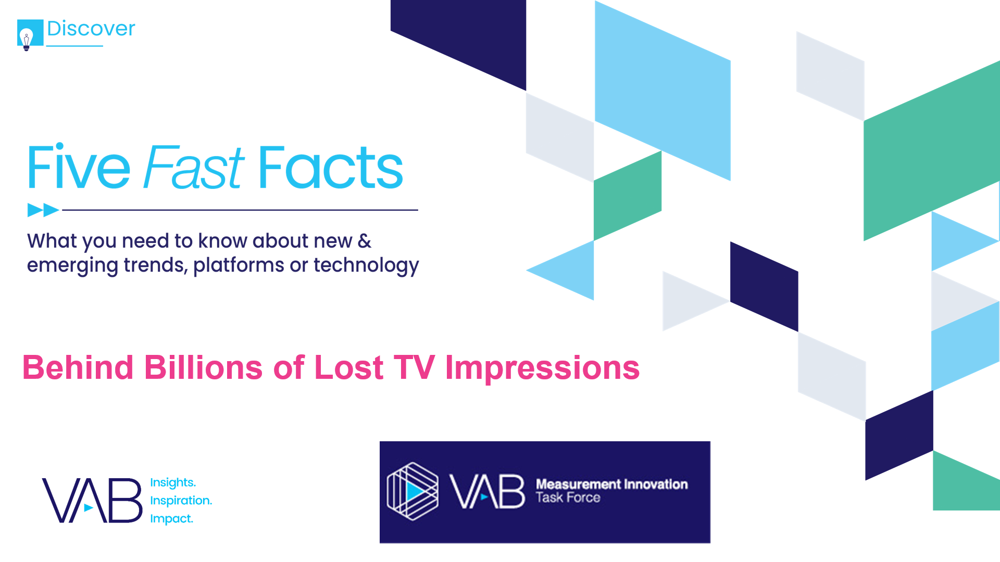 Discover
Five Fast Facts
What you need to know about new &
emerging trends, platforms or technology
Behind Billions of Lost TV Impressions
VAB
Insights.
Inspiration.
Impact.
VAB
Measurement Innovation
Task Force